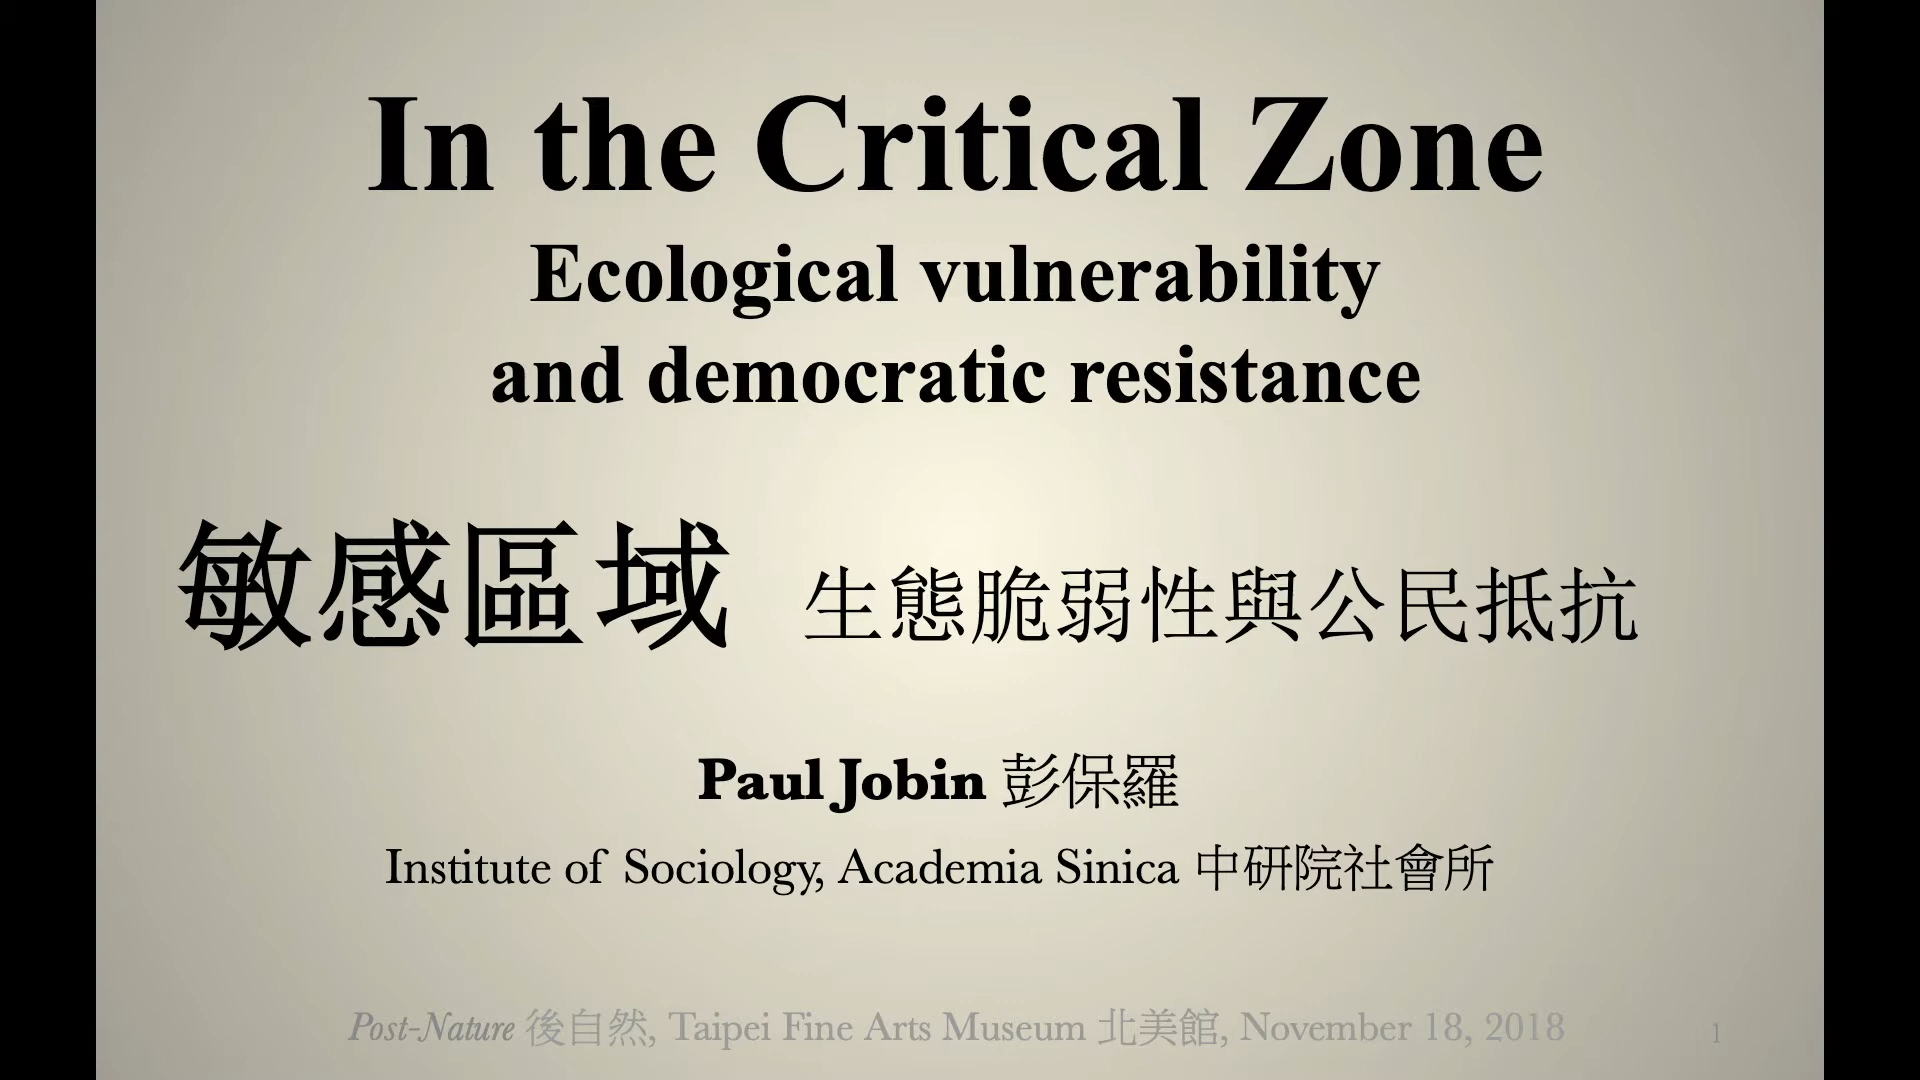 In the Critical Zone
Ecological vulnerability
and democratic resistance
敏感區域 生態脆弱性與公民抵抗
Paul Jobin 彭保羅
Institute of Sociology, Academia Sinica 中研院社會所
Post-Nature 後自然, Taipei Fine Arts Museum 北美館, November 18, 2018
1